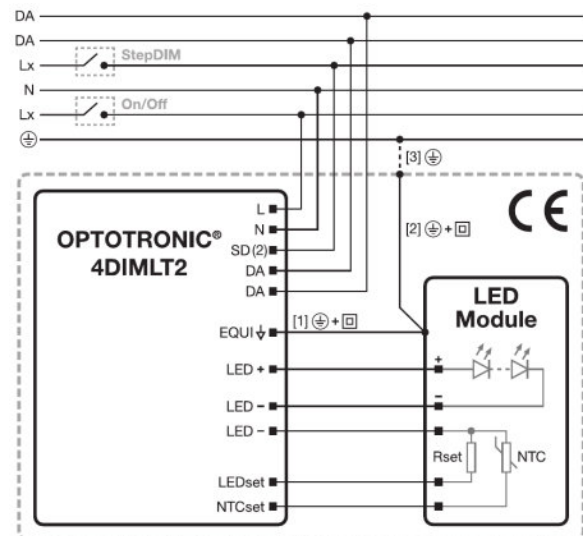 DA
DA
Lx StepDIM
N
Lx On/Off
[3]
CE
[2] +
OPTOTRONIC®
4DIMLT2
L
N
SD (2)
DA
DA
EQUI
[1] +
LED +
LED -
LED -
LEDset
NTCset
LED
Module
+
-
Rset
NTC